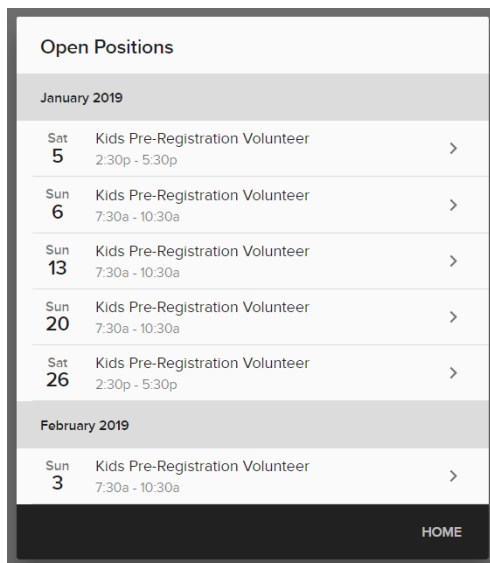 Open Positions
January 2019
Sat
5
Kids Pre-Registration Volunteer
2:30p - 5:30p
Sun
6
Kids Pre-Registration Volunteer
7:30a - 10:30a
Sun
13
Kids Pre-Registration Volunteer
7:30a - 10:30a
Sun
20
Kids Pre-Registration Volunteer
7:30a - 10:30a
Sat
26
Kids Pre-Registration Volunteer
2:30p - 5:30p
February 2019
Sun
3
Kids Pre-Registration Volunteer
7:30a - 10:30a
HOME